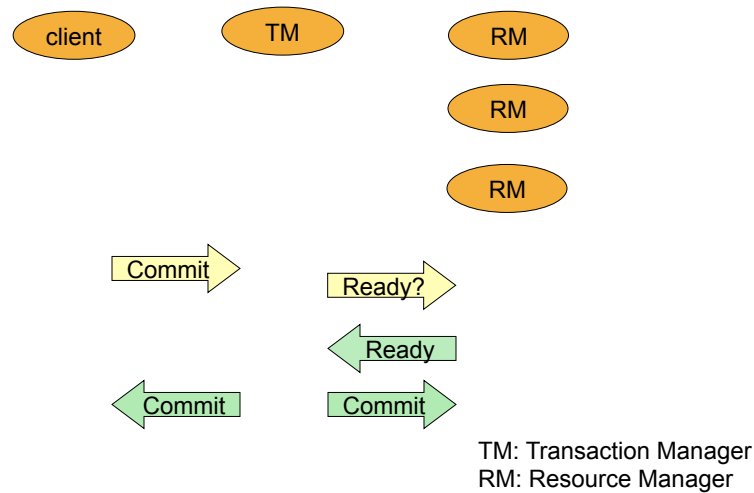 client
TM
RM
RM
RM
Commit
Ready?
Ready
Commit
Commit
TM: Transaction Manager
RM: Resource Manager